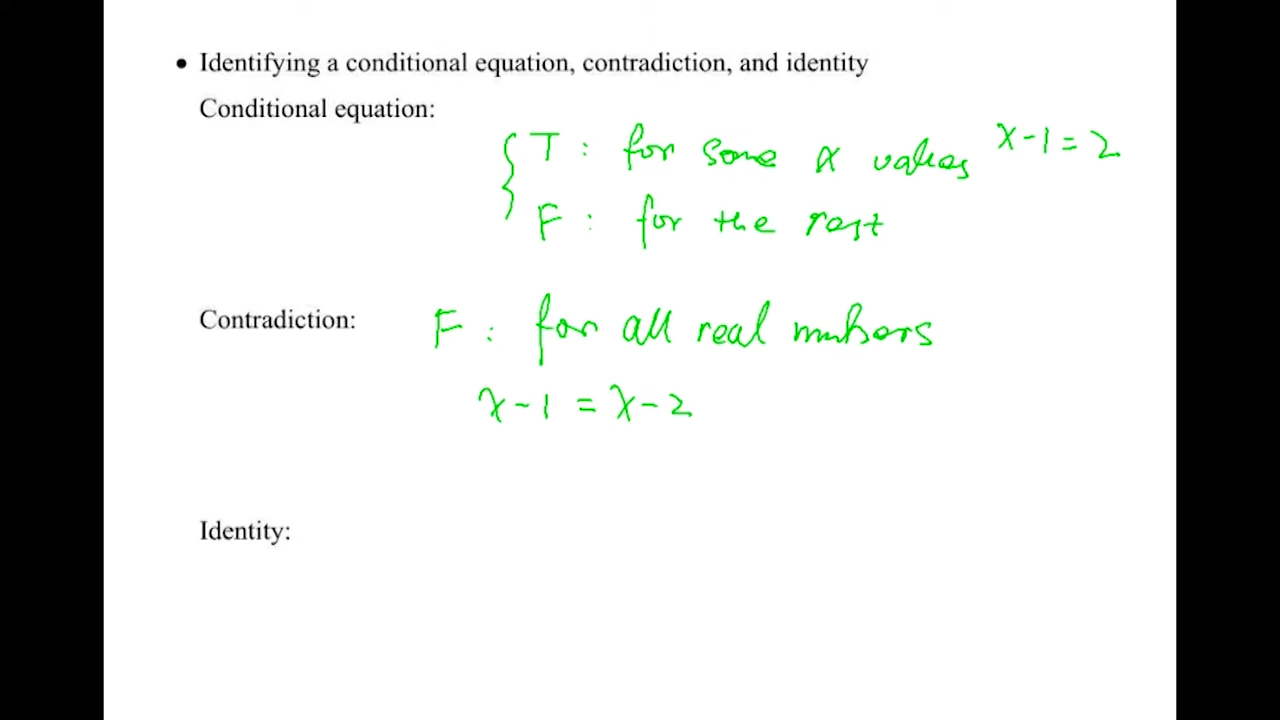 • Identifying a conditional equation, contradiction, and identity
Conditional equation:
T : for some x values x-1=2
F : for the rest
Contradiction: F : for all real numbers
x-1 = x-2
Identity: